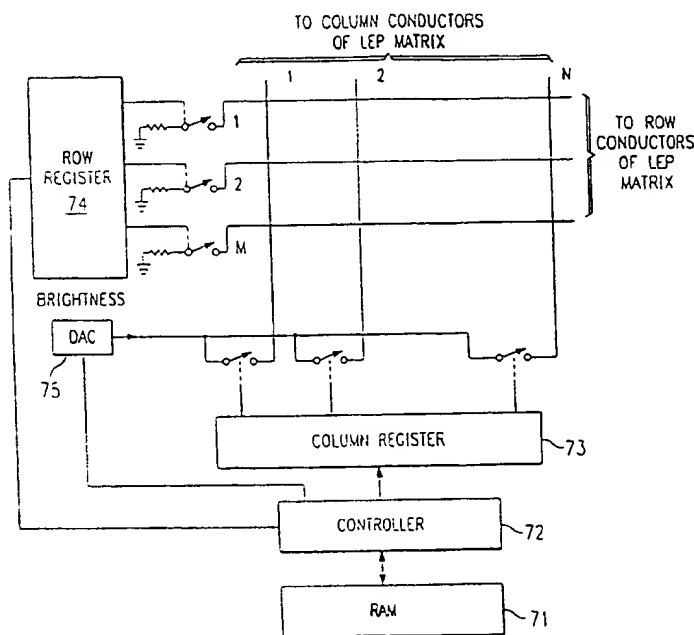 TO COLUMN CONDUCTORS
OF LEP MATRIX
1
2
N
ROW
REGISTER
74
1
2
M
TO ROW
CONDUCTORS
OF LEP
MATRIX
BRIGHTNESS
DAC
75
COLUMN REGISTER
73
CONTROLLER
72
RAM
71